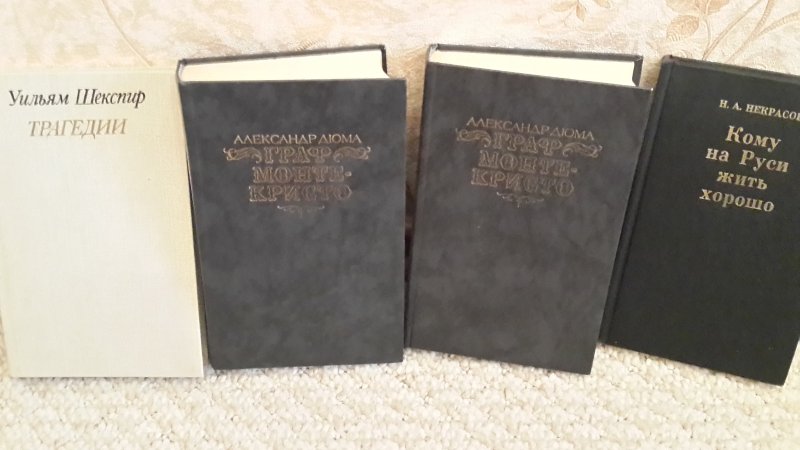 Уильям Шекспир
ТРАГЕДИИ
АЛЕКСАНДР ДЮМА
ГРАФ
МОНТЕ-
КРИСТО
АЛЕКСАНДР ДЮМА
ГРАФ
МОНТЕ-
КРИСТО
Н. А. НЕКРАСОВ
Кому
на Руси
жить
хорошо